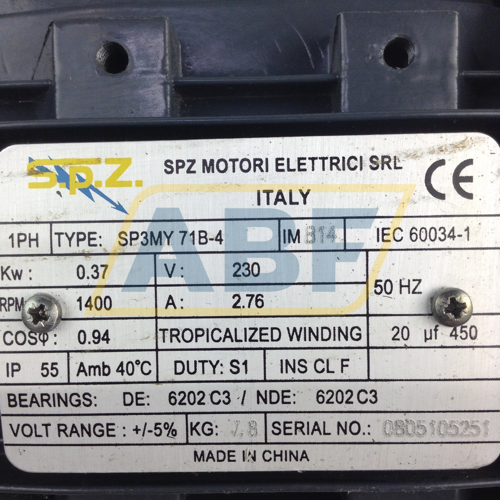 s.p.z. SPZ MOTORI ELETTRICI SRL CE
ITALY
1PH TYPE: SP3MY 71B-4 IM B14 IEC 60034-1
Kw : 0.37 V : 230 50 HZ
RPM 1400 A : 2.76
COSφ : 0.94 TROPICALIZED WINDING 20 µf 450
IP 55 Amb 40°C DUTY: S1 INS CL F
BEARINGS: DE: 6202 C3 / NDE: 6202 C3
VOLT RANGE : +/-5% KG: 7,8 SERIAL NO.: 0805105251
MADE IN CHINA
ABF